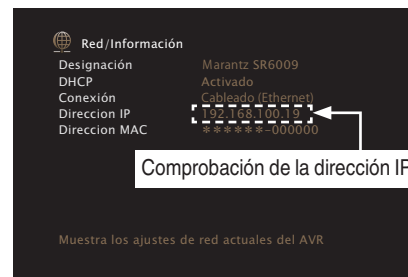 Red/Información
Designación Marantz SR6009
DHCP Activado
Conexión Cableado (Ethernet)
Direccion IP 192.168.100.19
Direccion MAC ******-000000
Comprobación de la dirección IP
Muestra los ajustes de red actuales del AVR